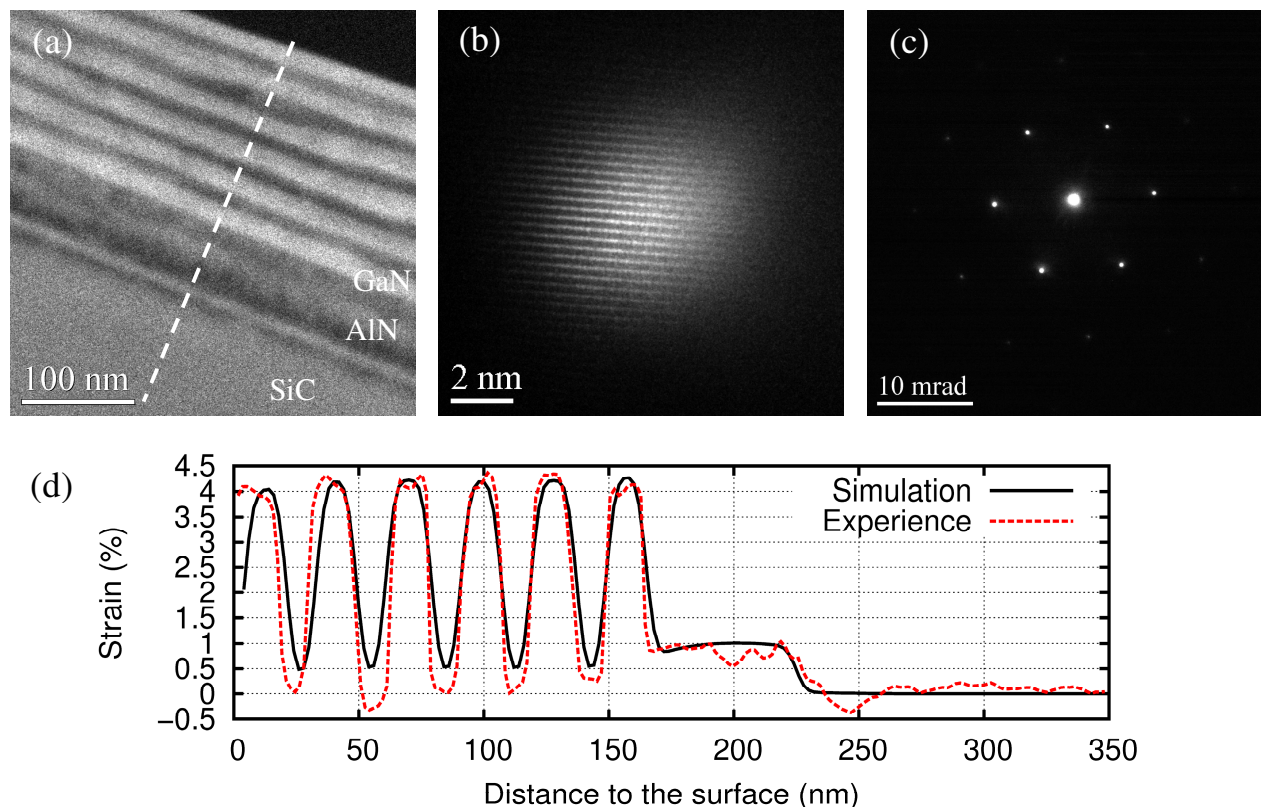 (a)
GaN
AlN
SiC
100 nm
(b)
2 nm
(c)
10 mrad
(d)
Strain (%)
4.5
4
3.5
3
2.5
2
1.5
1
0.5
0
−0.5
Simulation
Experience
0 50 100 150 200 250 300 350
Distance to the surface (nm)